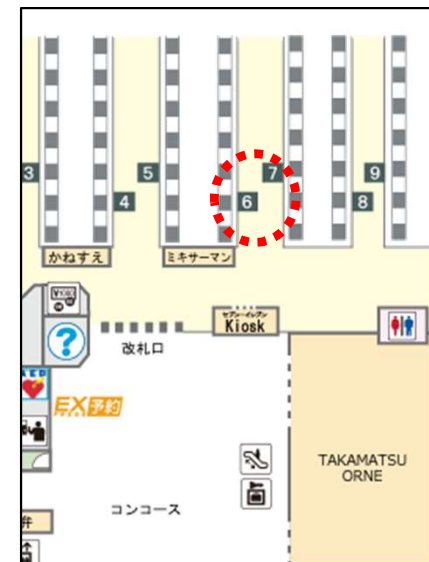 3
5
7
9
4
6
8
かねすえ
ミキサーマン
セブン-イレブン
Kiosk
?
改札口
AED
EX予約
TAKAMATSU
ORNE
コンコース
弁